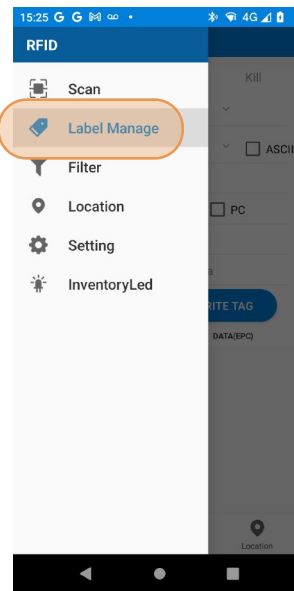 15:25 G G 4G
RFID
Scan
Kill
Label Manage
ASCII
Filter
Location
PC
Setting
InventoryLed
RITE TAG
DATA(EPC)
Location